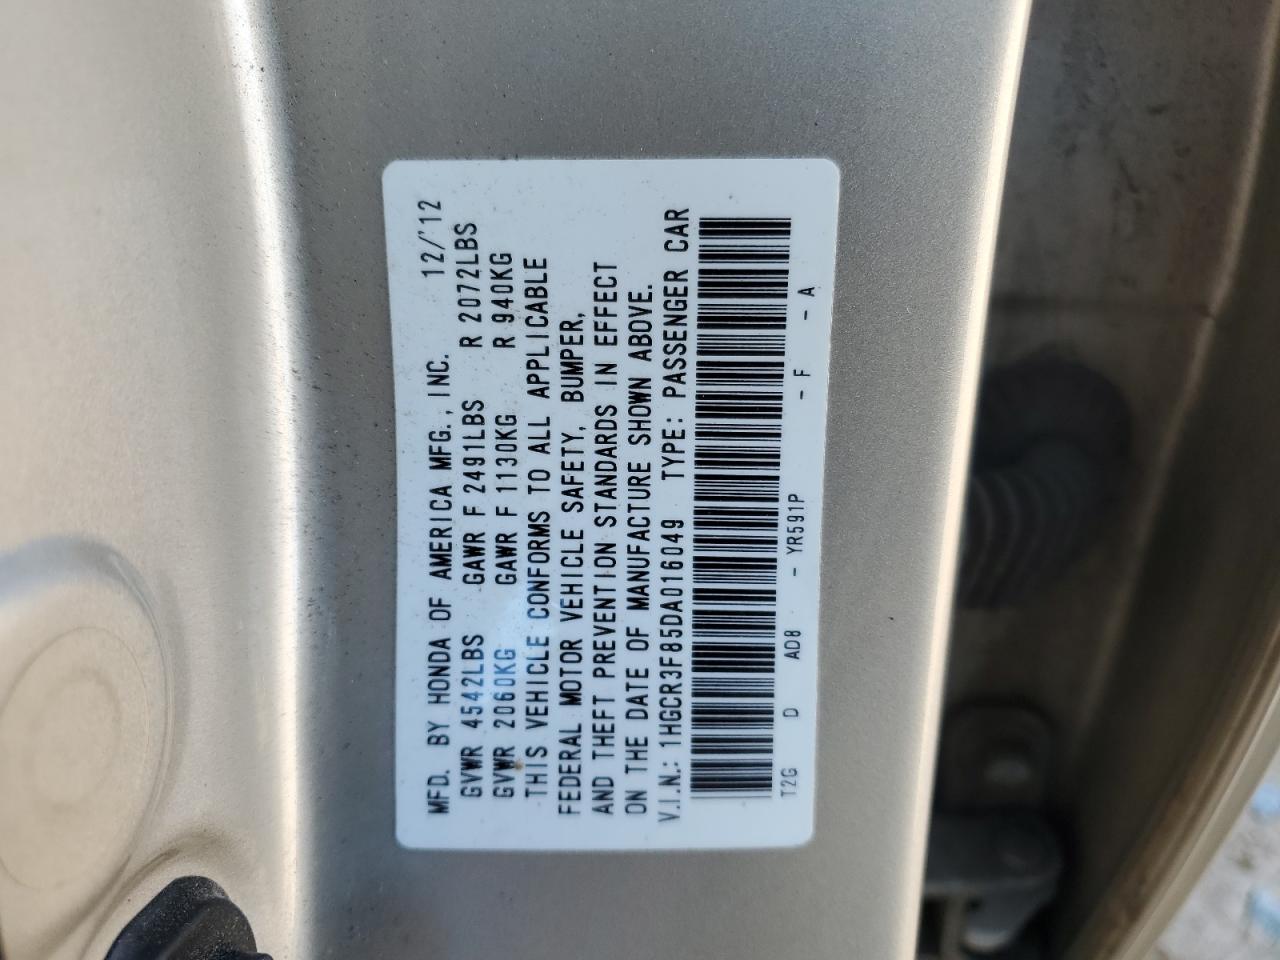 MFD. BY HONDA OF AMERICA MFG., INC. 12/'12
GVWR 4542LBS GAWR F 2491LBS R 2072LBS
GVWR 2060KG GAWR F 1130KG R 940KG
THIS VEHICLE CONFORMS TO ALL APPLICABLE
FEDERAL MOTOR VEHICLE SAFETY, BUMPER,
AND THEFT PREVENTION STANDARDS IN EFFECT
ON THE DATE OF MANUFACTURE SHOWN ABOVE.
V.I.N.: 1HGCR3F85DA016049 TYPE: PASSENGER CAR
T2G D AD8 - YR591P - F - A